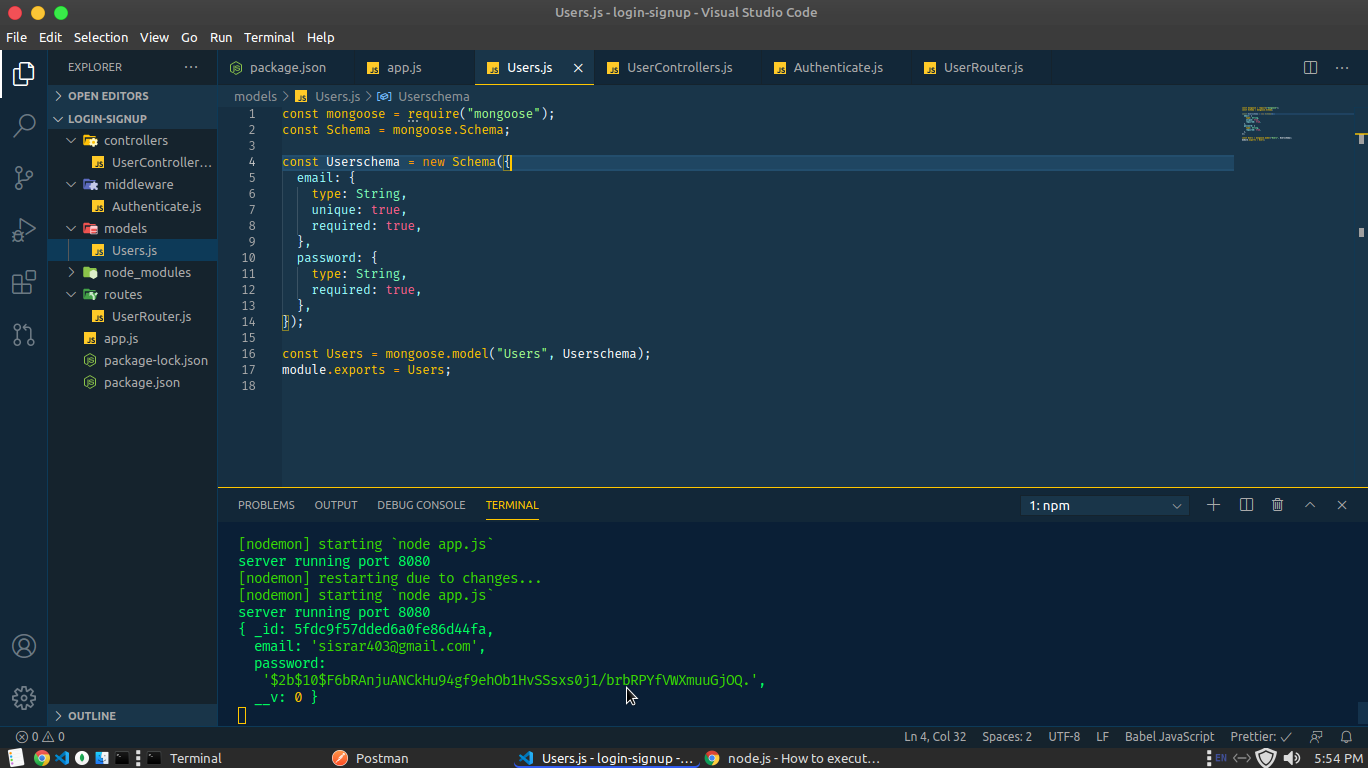 Users.js - login-signup - Visual Studio Code
File Edit Selection View Go Run Terminal Help
EXPLORER
OPEN EDITORS
LOGIN-SIGNUP
controllers
UserController...
middleware
Authenticate.js
models
Users.js
node_modules
routes
UserRouter.js
app.js
package-lock.json
package.json
OUTLINE
package.json app.js Users.js UserControllers.js Authenticate.js UserRouter.js
models > Users.js > Userschema
1 const mongoose = require("mongoose");
2 const Schema = mongoose.Schema;
3
4 const Userschema = new Schema({
5 email: {
6 type: String,
7 unique: true,
8 required: true,
9 },
10 password: {
11 type: String,
12 required: true,
13 },
14 });
15
16 const Users = mongoose.model("Users", Userschema);
17 module.exports = Users;
18
PROBLEMS OUTPUT DEBUG CONSOLE TERMINAL 1: npm
[nodemon] starting `node app.js`
server running port 8080
[nodemon] restarting due to changes...
[nodemon] starting `node app.js`
server running port 8080
{ _id: 5fdc9f57dded6a0fe86d44fa,
email: 'sisrar403@gmail.com',
password:
'$2b$10$F6bRAnjuANCkHu94gf9ehOb1HvSSsxs0j1/brbRPYfVWXmuuGjOQ.',
__v: 0 }
0 0 Ln 4, Col 32 Spaces: 2 UTF-8 LF Babel JavaScript Prettier: ✓
Terminal Postman Users.js - login-signup -... node.js - How to execut... EN 5:54 PM